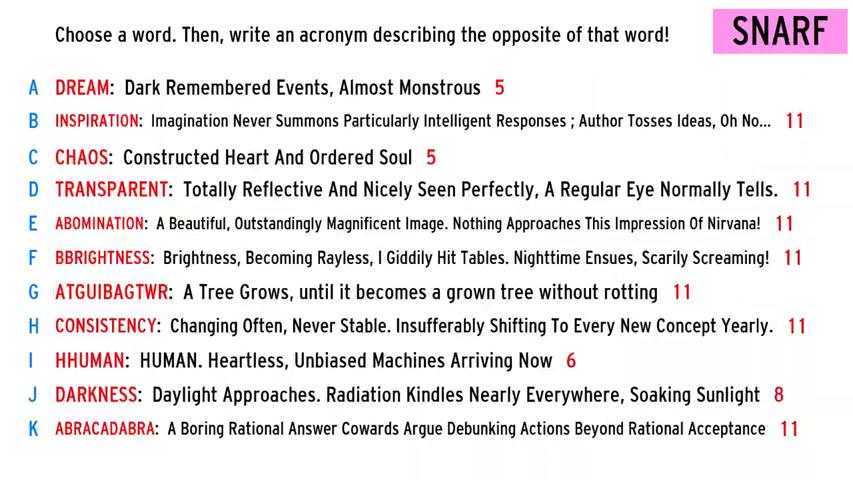 Choose a word. Then, write an acronym describing the opposite of that word! SNARF
A DREAM: Dark Remembered Events, Almost Monstrous 5
B INSPIRATION: Imagination Never Summons Particularly Intelligent Responses ; Author Tosses Ideas, Oh No... 11
C CHAOS: Constructed Heart And Ordered Soul 5
D TRANSPARENT: Totally Reflective And Nicely Seen Perfectly, A Regular Eye Normally Tells. 11
E ABOMINATION: A Beautiful, Outstandingly Magnificent Image. Nothing Approaches This Impression Of Nirvana! 11
F BBRIGHTNESS: Brightness, Becoming Rayless, I Giddily Hit Tables. Nighttime Ensues, Scarily Screaming! 11
G ATGUIBAGTWR: A Tree Grows, until it becomes a grown tree without rotting 11
H CONSISTENCY: Changing Often, Never Stable. Insufferably Shifting To Every New Concept Yearly. 11
I HHUMAN: HUMAN. Heartless, Unbiased Machines Arriving Now 6
J DARKNESS: Daylight Approaches. Radiation Kindles Nearly Everywhere, Soaking Sunlight 8
K ABRACADABRA: A Boring Rational Answer Cowards Argue Debunking Actions Beyond Rational Acceptance 11